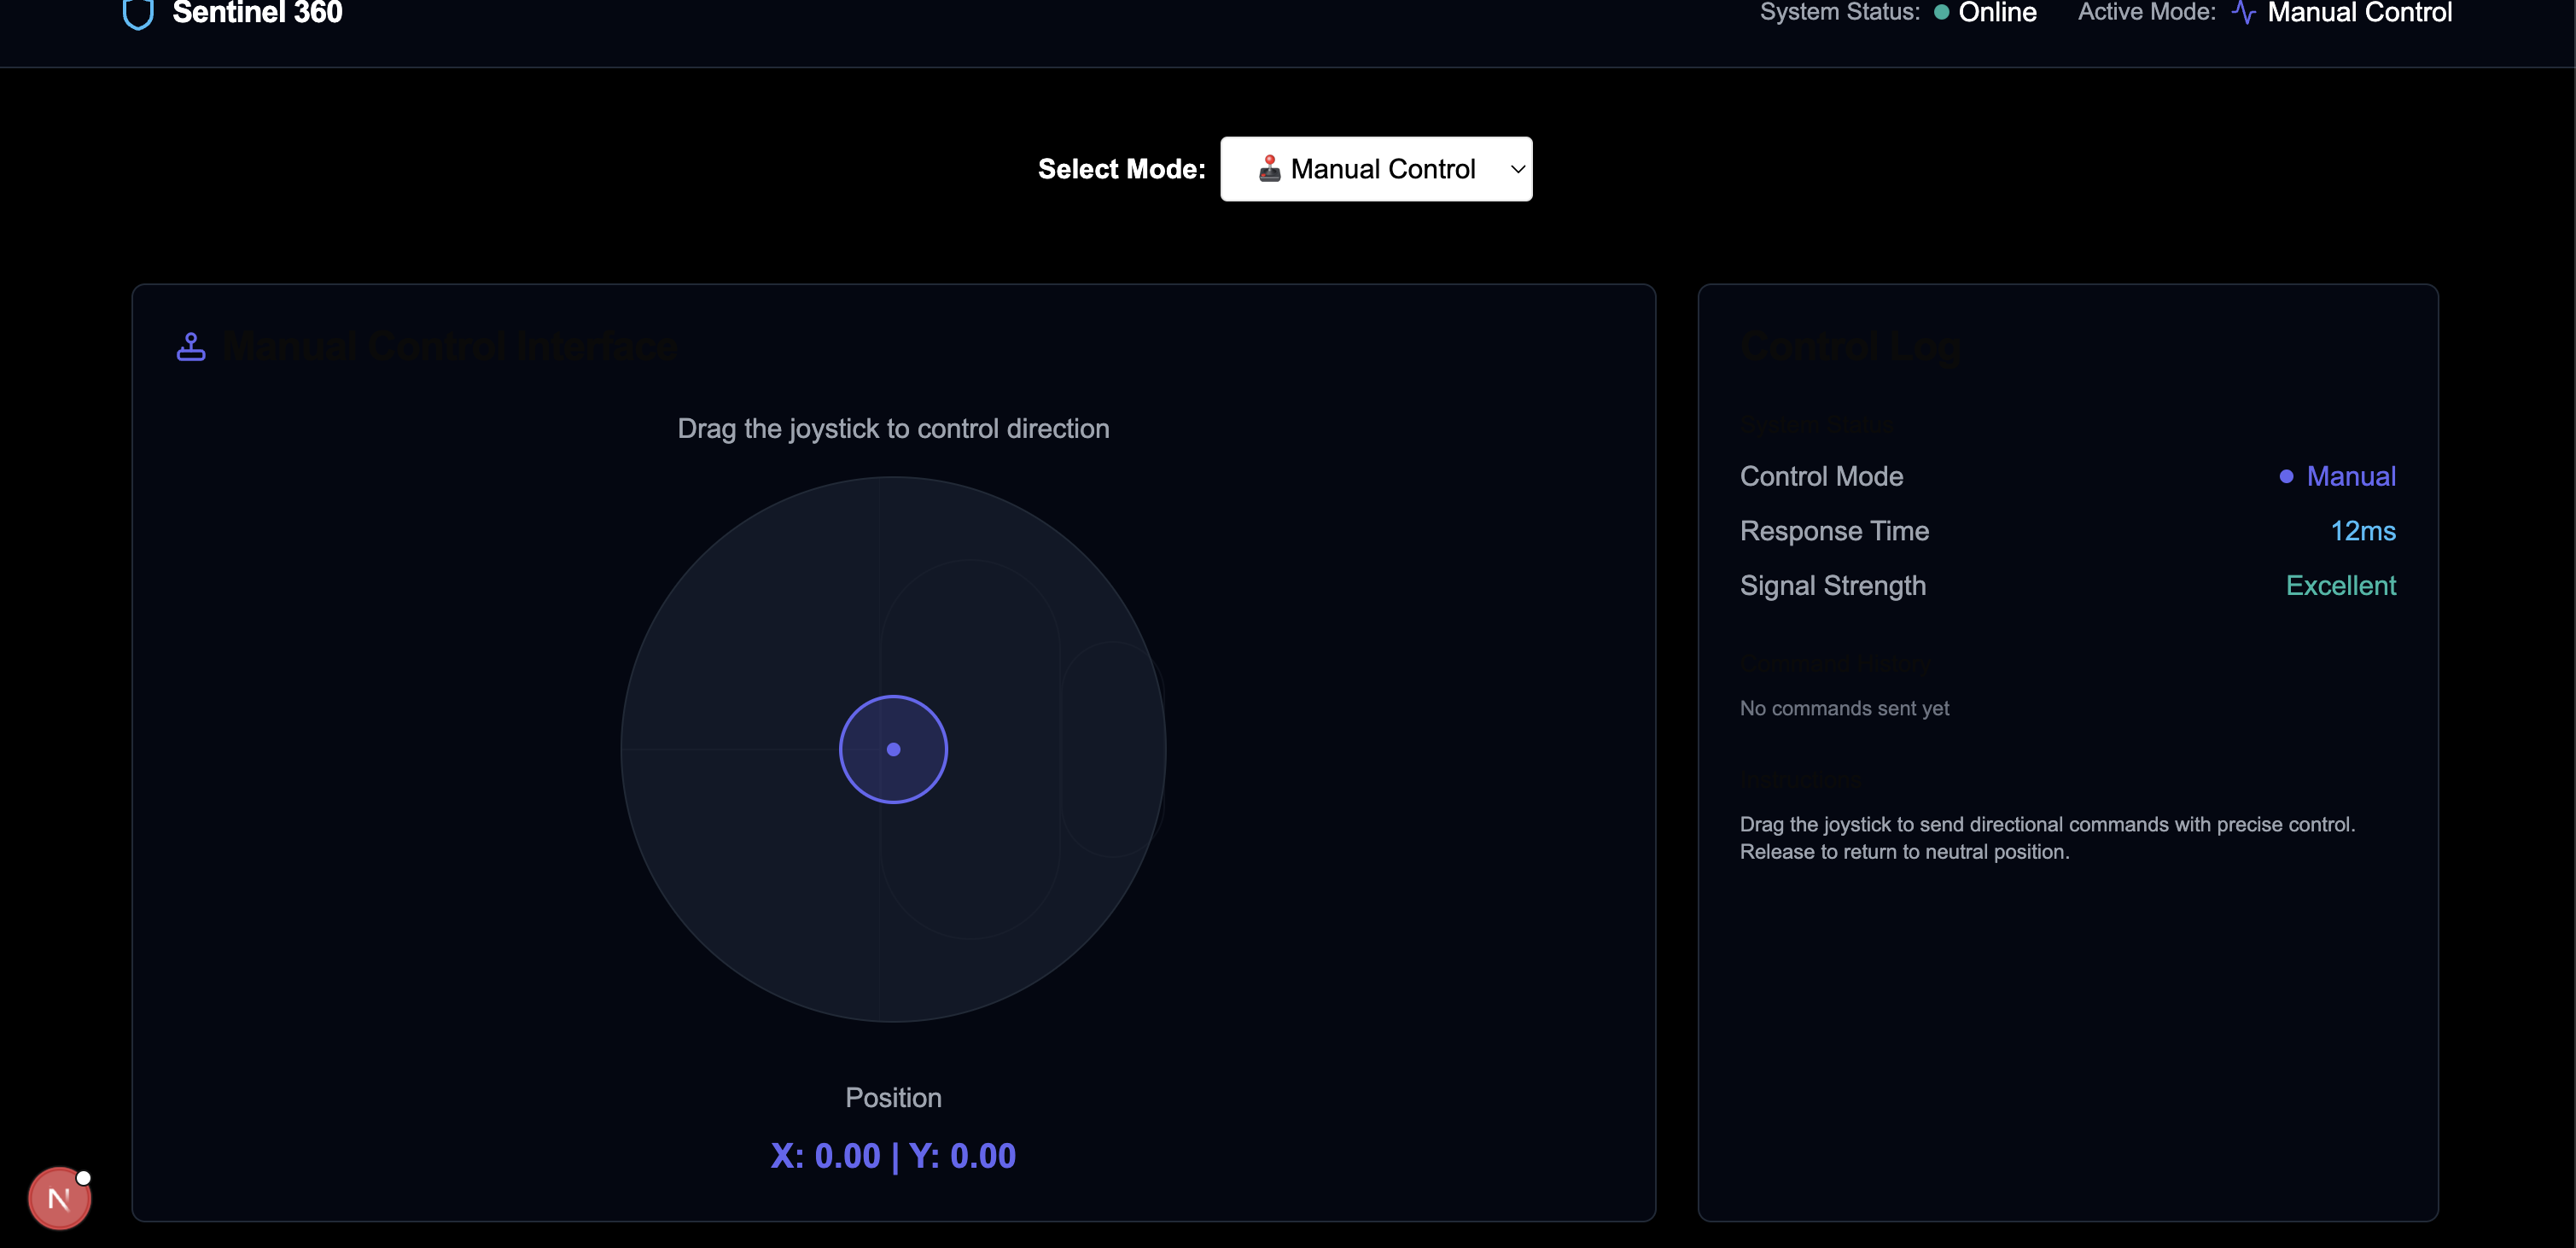 Sentinel 360
System Status: Online Active Mode: Manual Control
Select Mode: Manual Control
Manual Control Interface
Drag the joystick to control direction
Position
X: 0.00 | Y: 0.00
Control Log
System Status
Control Mode Manual
Response Time 12ms
Signal Strength Excellent
Command History
No commands sent yet
Instructions
Drag the joystick to send directional commands with precise control.
Release to return to neutral position.
N